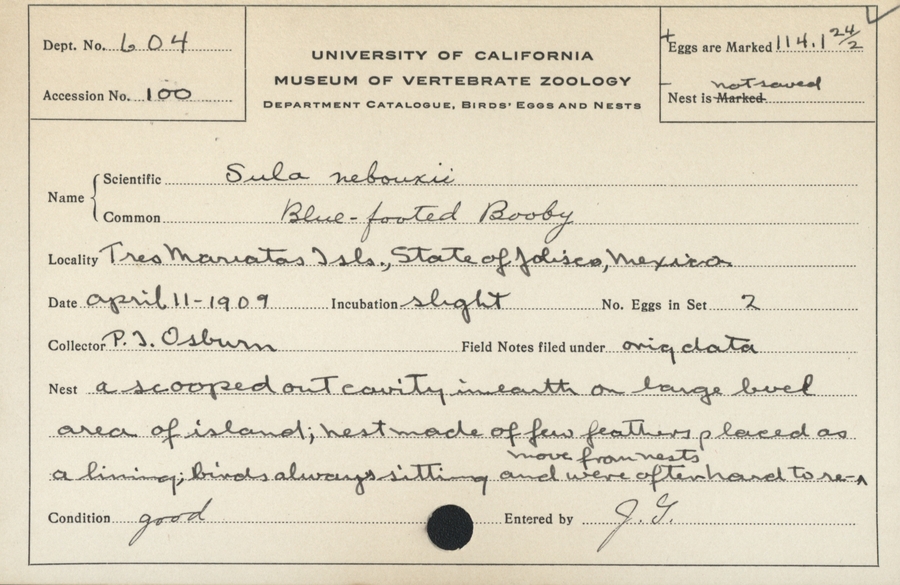 Dept. No. 604
Accession No. 100
UNIVERSITY OF CALIFORNIA
MUSEUM OF VERTEBRATE ZOOLOGY
DEPARTMENT CATALOGUE, BIRDS' EGGS AND NESTS
+ Eggs are Marked 114.1 24/2
not saved
- Nest is Marked
Name { Scientific Sula nebouxii
Common Blue-footed Booby
Locality Tres Marietas Isls., State of Jalisco, Mexico
Date April 11-1909 Incubation slight No. Eggs in Set 2
Collector P. I. Osburn Field Notes filed under orig data
Nest a scooped out cavity in earth on large level
area of island; nest made of few feathers placed as
move from nests
a lining; birds always sitting and were often hard to re-^
Condition good Entered by J. G.